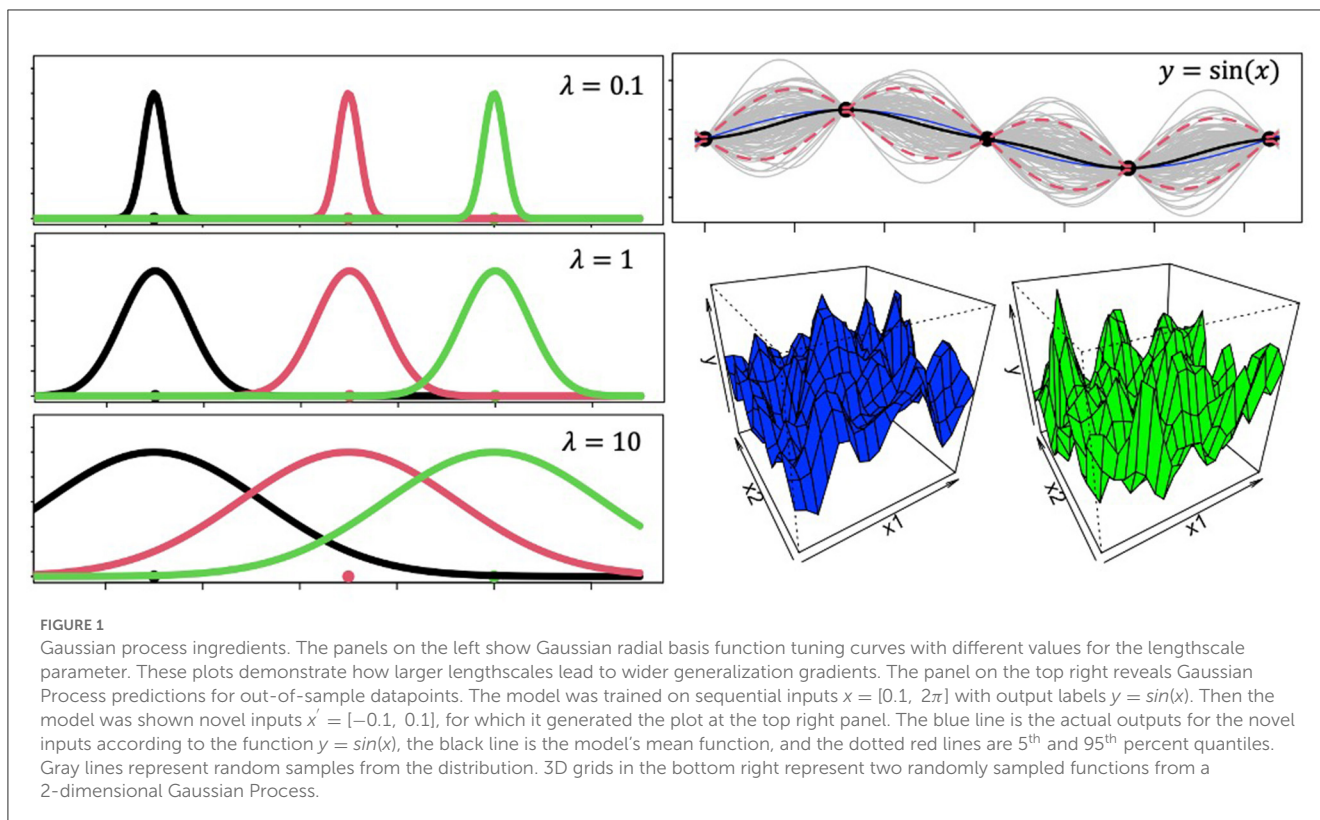 λ = 0.1
λ = 1
λ = 10
y = sin(x)
y
x2
x1
y
x2
x1
FIGURE 1
Gaussian process ingredients. The panels on the left show Gaussian radial basis function tuning curves with different values for the lengthscale
parameter. These plots demonstrate how larger lengthscales lead to wider generalization gradients. The panel on the top right reveals Gaussian
Process predictions for out-of-sample datapoints. The model was trained on sequential inputs x = [0.1, 2π] with output labels y = sin(x). Then the
model was shown novel inputs x′ = [−0.1, 0.1], for which it generated the plot at the top right panel. The blue line is the actual outputs for the novel
inputs according to the function y = sin(x), the black line is the model's mean function, and the dotted red lines are 5th and 95th percent quantiles.
Gray lines represent random samples from the distribution. 3D grids in the bottom right represent two randomly sampled functions from a
2-dimensional Gaussian Process.